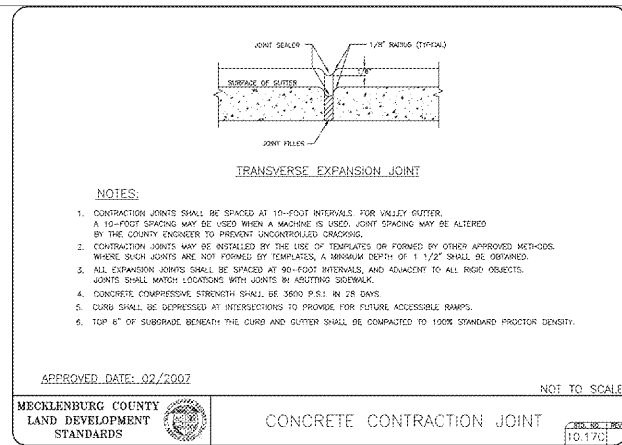 JOINT SEALER
1/8" RADIUS (TYPICAL)
1/8"
SURFACE OF GUTTER
JOINT FILLER
TRANSVERSE EXPANSION JOINT
NOTES:
1. CONTRACTION JOINTS SHALL BE SPACED AT 10-FOOT INTERVALS FOR VALLEY GUTTER.
A 10-FOOT SPACING MAY BE USED WHEN A MACHINE IS USED. JOINT SPACING MAY BE ALTERED
BY THE COUNTY ENGINEER TO PREVENT UNCONTROLLED CRACKING.
2. CONTRACTION JOINTS MAY BE INSTALLED BY THE USE OF TEMPLATES OR FORMED BY OTHER APPROVED METHODS.
WHERE SUCH JOINTS ARE NOT FORMED BY TEMPLATES, A MINIMUM DEPTH OF 1 1/2" SHALL BE OBTAINED.
3. ALL EXPANSION JOINTS SHALL BE SPACED AT 90-FOOT INTERVALS, AND ADJACENT TO ALL RIGID OBJECTS.
JOINTS SHALL MATCH LOCATIONS WITH JOINTS IN ABUTTING SIDEWALK.
4. CONCRETE COMPRESSIVE STRENGTH SHALL BE 3600 P.S.I. IN 28 DAYS.
5. CURB SHALL BE DEPRESSED AT INTERSECTIONS TO PROVIDE FOR FUTURE ACCESSIBLE RAMPS.
6. TOP 6" OF SUBGRADE BENEATH THE CURB AND GUTTER SHALL BE COMPACTED TO 100% STANDARD PROCTOR DENSITY.
APPROVED DATE: 02/2007
NOT TO SCALE
MECKLENBURG COUNTY
LAND DEVELOPMENT
STANDARDS
CONCRETE CONTRACTION JOINT
STD. NO. REV.
10.17C